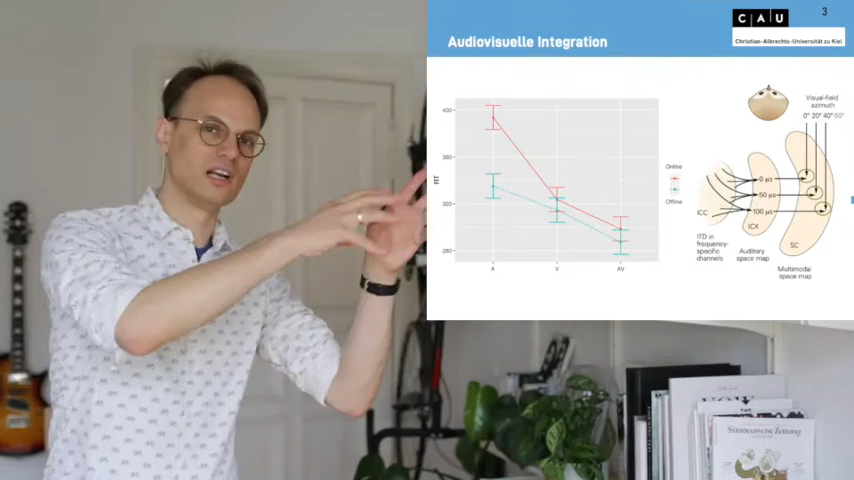 3
CAU
Christian-Albrechts-Universität zu Kiel
Audiovisuelle Integration
400
360
320
280
RT
A
V
AV
Online
Offline
Visual-field
azimuth
0° 20° 40° 60°
0 µs
50 µs
100 µs
ICC
ICX
SC
ITD in
frequency-
specific
channels
Auditory
space map
Multimodal
space map
THE
Süddeutsche Zeitung